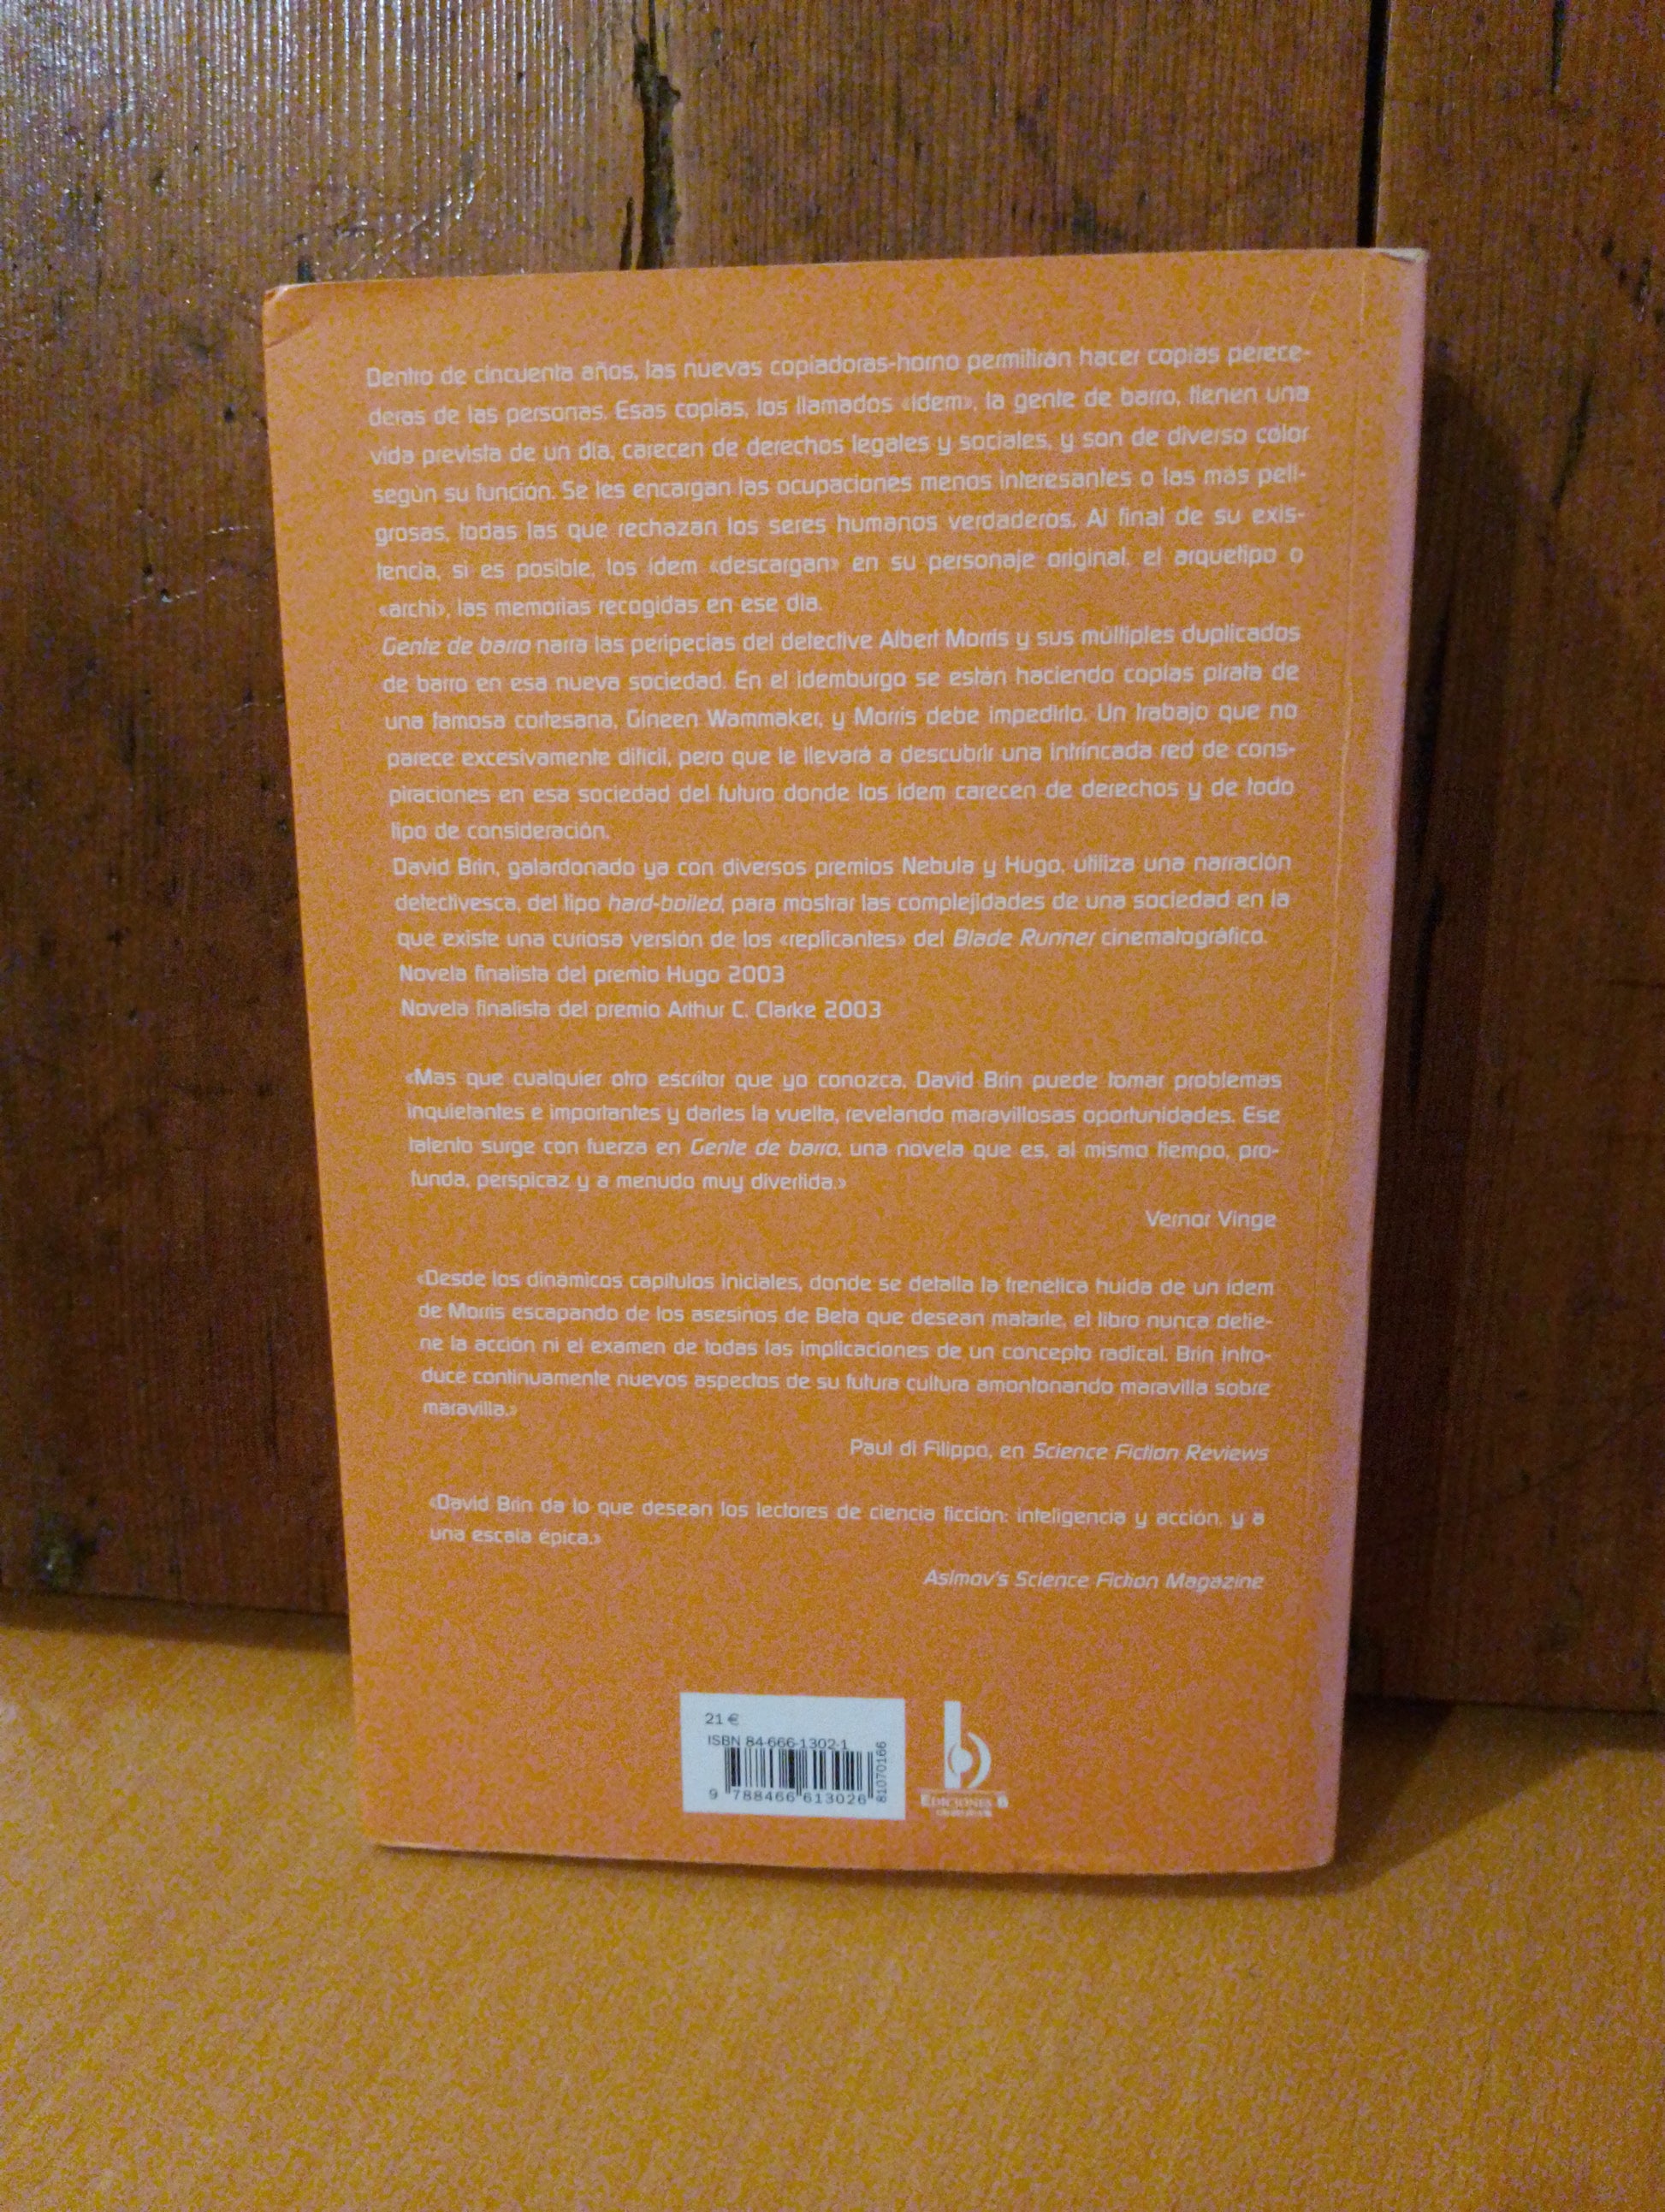 Dentro de cincuenta años, las nuevas copiadoras-horno permitirán hacer copias perece-
deras de las personas. Esas copias, los llamados «ídem», la gente de barro, tienen una
vida prevista de un día, carecen de derechos legales y sociales, y son de diverso color
según su función. Se les encargan las ocupaciones menos interesantes o las más peli-
grosas, todas las que rechazan los seres humanos verdaderos. Al final de su exis-
tencia, si es posible, los ídem «descargan» en su personaje original, el arquetipo o
«archi», las memorias recogidas en ese día.
Gente de barro narra las peripecias del detective Albert Morris y sus múltiples duplicados
de barro en esa nueva sociedad. En el idemburgo se están haciendo copias pirata de
una famosa cortesana, Gineen Wammaker, y Morris debe impedirlo. Un trabajo que no
parece excesivamente difícil, pero que le llevará a descubrir una intrincada red de cons-
piraciones en esa sociedad del futuro donde los ídem carecen de derechos y de todo
tipo de consideración.
David Brin, galardonado ya con diversos premios Nebula y Hugo, utiliza una narración
detectivesca, del tipo hard-boiled, para mostrar las complejidades de una sociedad en la
que existe una curiosa versión de los «replicantes» del Blade Runner cinematográfico.
Novela finalista del premio Hugo 2003
Novela finalista del premio Arthur C. Clarke 2003
«Mas que cualquier otro escritor que yo conozca, David Brin puede tomar problemas
inquietantes e importantes y darles la vuelta, revelando maravillosas oportunidades. Ese
talento surge con fuerza en Gente de barro, una novela que es, al mismo tiempo, pro-
funda, perspicaz y a menudo muy divertida.»
Vernor Vinge
«Desde los dinámicos capítulos iniciales, donde se detalla la frenética huida de un ídem
de Morris escapando de los asesinos de Beta que desean matarle, el libro nunca detie-
ne la acción ni el examen de todas las implicaciones de un concepto radical. Brin intro-
duce continuamente nuevos aspectos de su futura cultura amontonando maravilla sobre
maravilla.»
Paul di Filippo, en Science Fiction Reviews
«David Brin da lo que desean los lectores de ciencia ficción: inteligencia y acción, y a
una escala épica.»
Asimov's Science Fiction Magazine
21 €
ISBN 84-666-1302-1
9 788466 613026
81070166
b
EDICIONES B